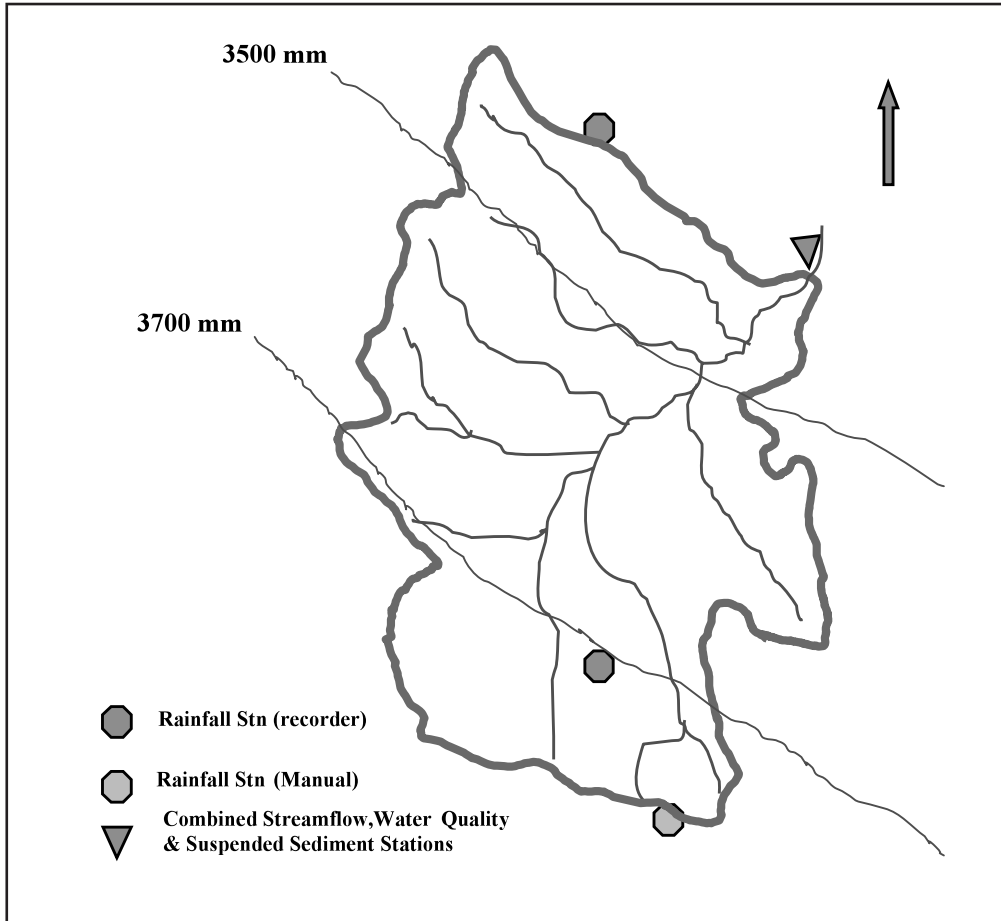 3500 mm
3700 mm
Rainfall Stn (recorder)
Rainfall Stn (Manual)
Combined Streamflow,Water Quality
& Suspended Sediment Stations